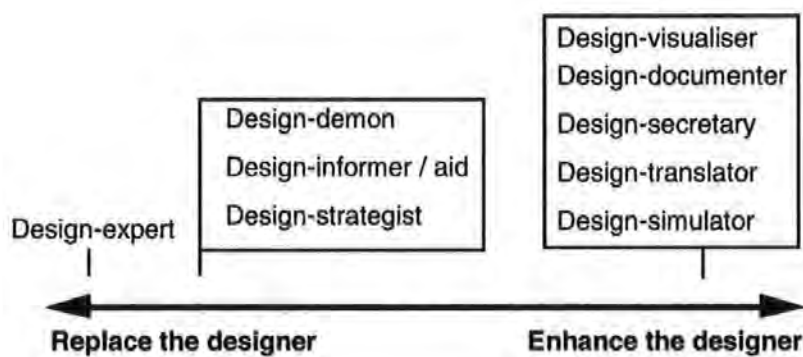 Design-visualiser
Design-documenter
Design-secretary
Design-translator
Design-simulator
Design-demon
Design-informer / aid
Design-strategist
Design-expert
Replace the designer
Enhance the designer